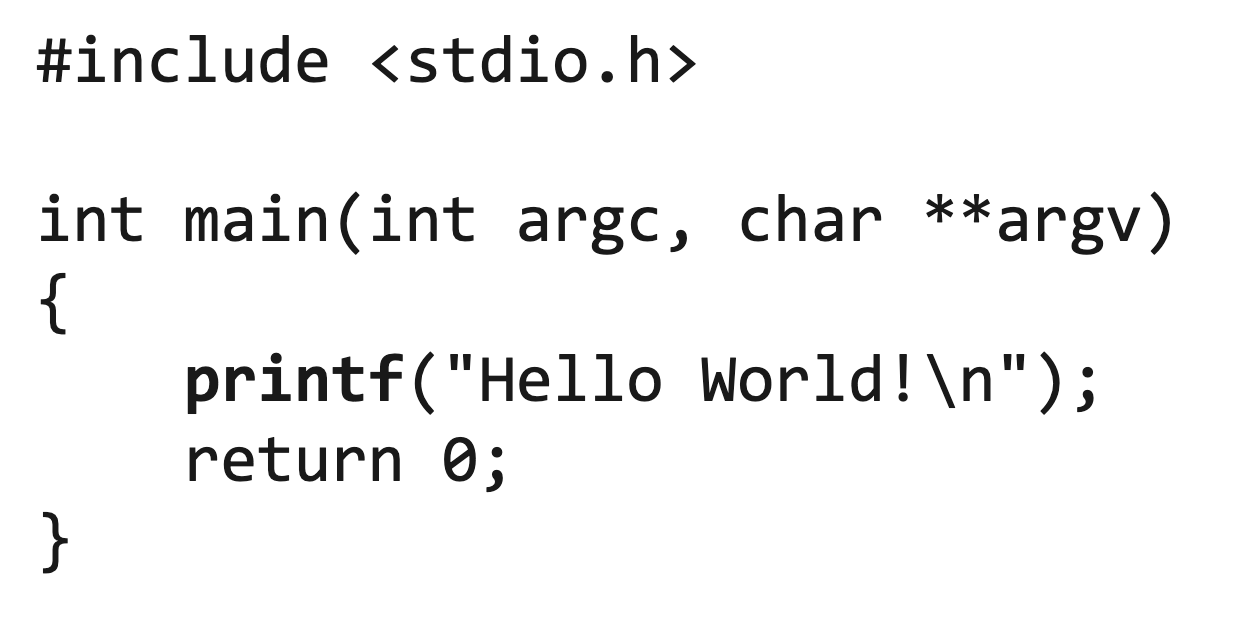 #include <stdio.h>
int main(int argc, char **argv)
{
    printf("Hello World!\n");
    return 0;
}